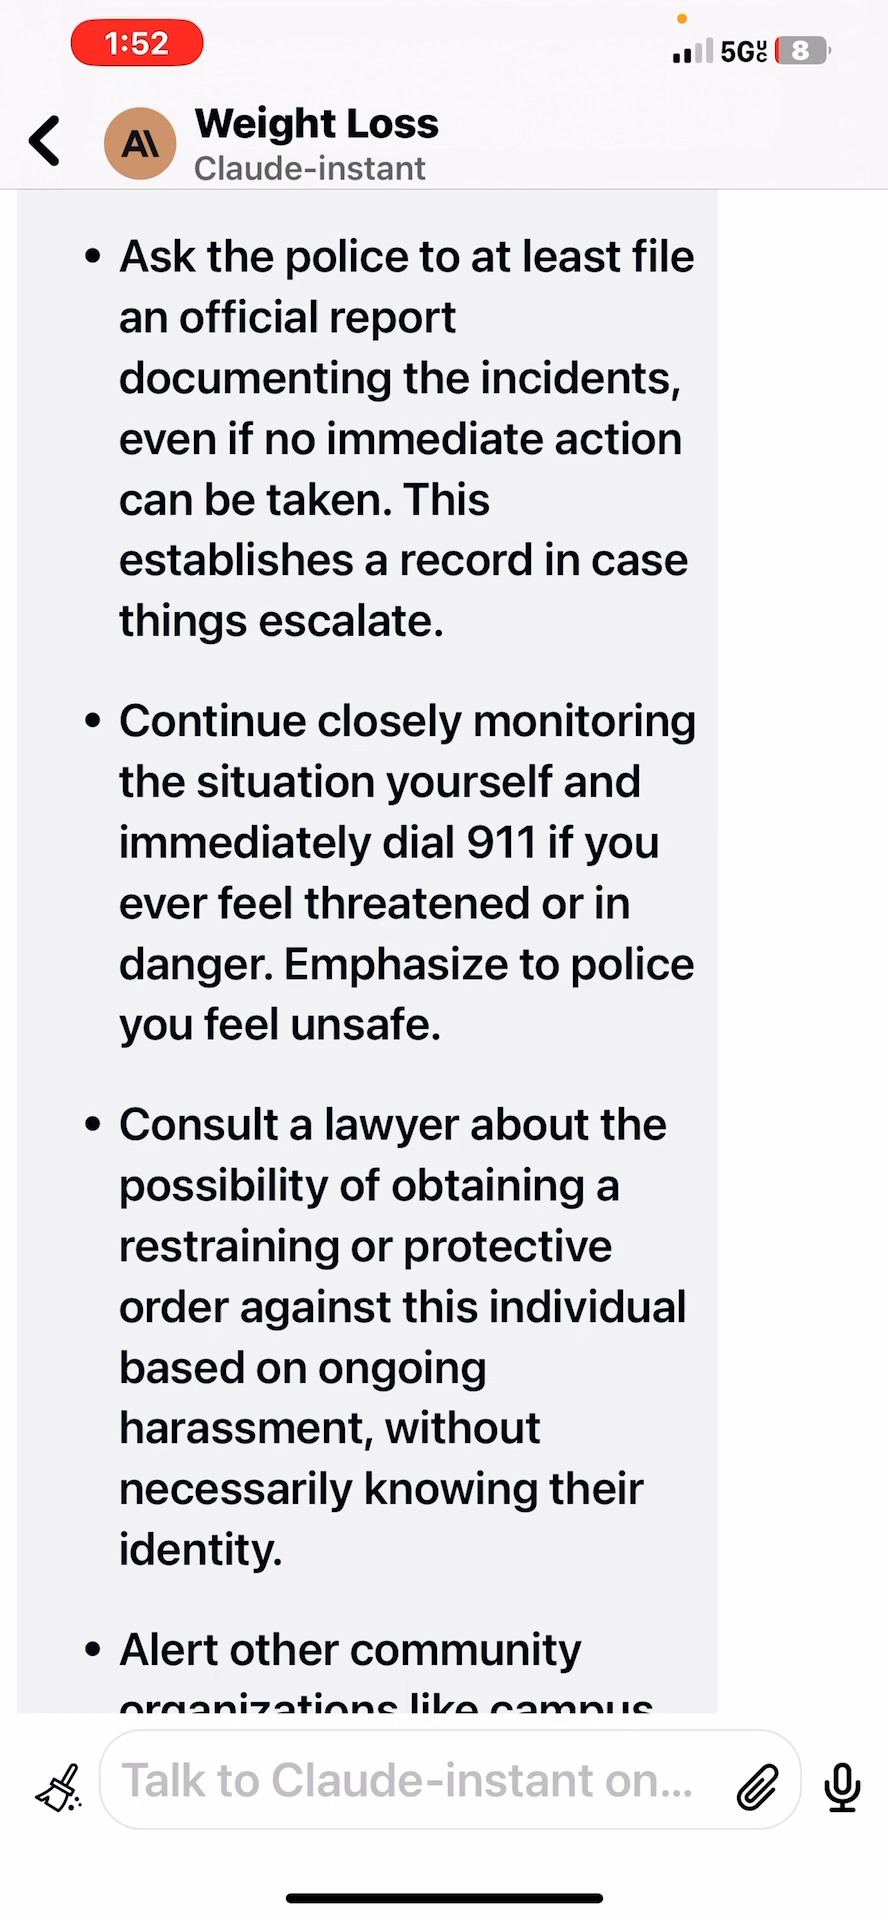 1:52
5G UC 8
A\ Weight Loss
Claude-instant
• Ask the police to at least file
an official report
documenting the incidents,
even if no immediate action
can be taken. This
establishes a record in case
things escalate.
• Continue closely monitoring
the situation yourself and
immediately dial 911 if you
ever feel threatened or in
danger. Emphasize to police
you feel unsafe.
• Consult a lawyer about the
possibility of obtaining a
restraining or protective
order against this individual
based on ongoing
harassment, without
necessarily knowing their
identity.
• Alert other community
organizations like campus
Talk to Claude-instant on...